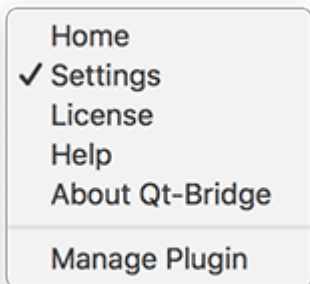 Home
✓ Settings
License
Help
About Qt-Bridge
Manage Plugin